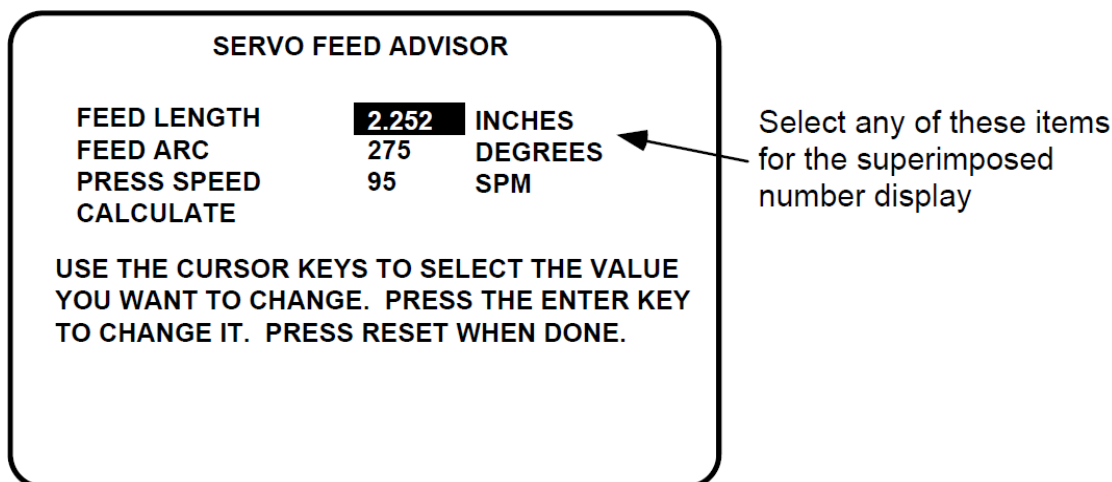 SERVO FEED ADVISOR
FEED LENGTH 2.252 INCHES
FEED ARC 275 DEGREES
PRESS SPEED 95 SPM
CALCULATE
USE THE CURSOR KEYS TO SELECT THE VALUE
YOU WANT TO CHANGE. PRESS THE ENTER KEY
TO CHANGE IT. PRESS RESET WHEN DONE.
Select any of these items
for the superimposed
number display